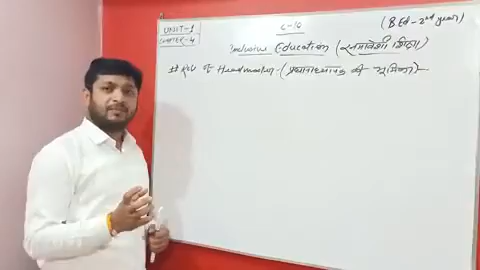 UNIT-1
CHAPTER-4
C-10
(B Ed - 2nd year)
Inclusive Education (समावेशी शिक्षा)
# Role of Headmaster - (प्रधानाध्यापक की भूमिका) -